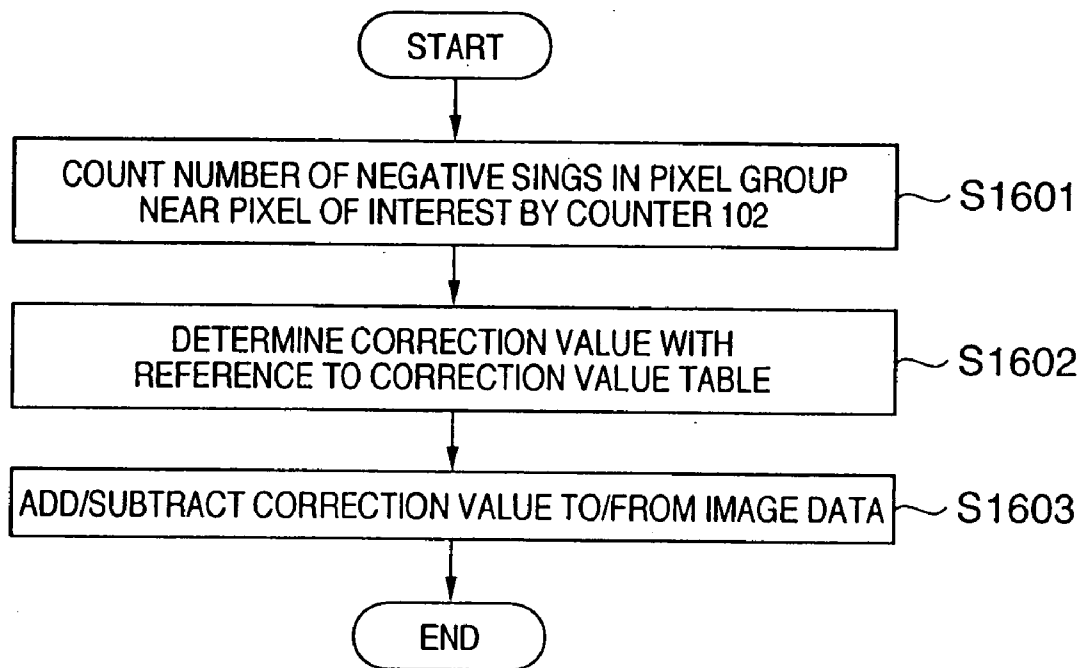 START
COUNT NUMBER OF NEGATIVE SINGS IN PIXEL GROUP
NEAR PIXEL OF INTEREST BY COUNTER 102
S1601
DETERMINE CORRECTION VALUE WITH
REFERENCE TO CORRECTION VALUE TABLE
S1602
ADD/SUBTRACT CORRECTION VALUE TO/FROM IMAGE DATA
S1603
END